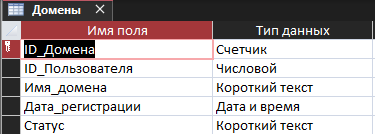 Домены
Имя поля Тип данных
ID_Домена Счетчик
ID_Пользователя Числовой
Имя_домена Короткий текст
Дата_регистрации Дата и время
Статус Короткий текст